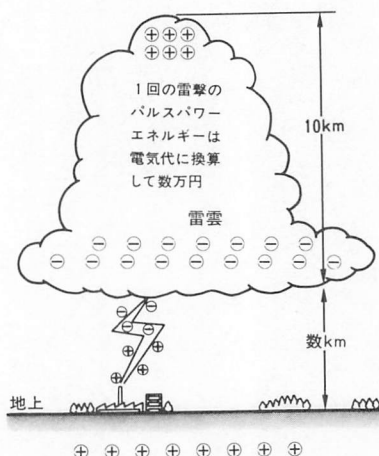 ⊕⊕⊕
⊕⊕⊕
1回の雷撃の
パルスパワー
エネルギーは
電気代に換算
して数万円
10km
雷雲
⊖ ⊖ ⊖ ⊖ ⊖ ⊖ ⊖
⊖ ⊖ ⊖ ⊖ ⊖ ⊖ ⊖ ⊖ ⊖
⊖
⊖
⊖ ⊖
数km
⊕
⊕
⊕
⊕
地上
⊕ ⊕ ⊕ ⊕ ⊕ ⊕ ⊕ ⊕